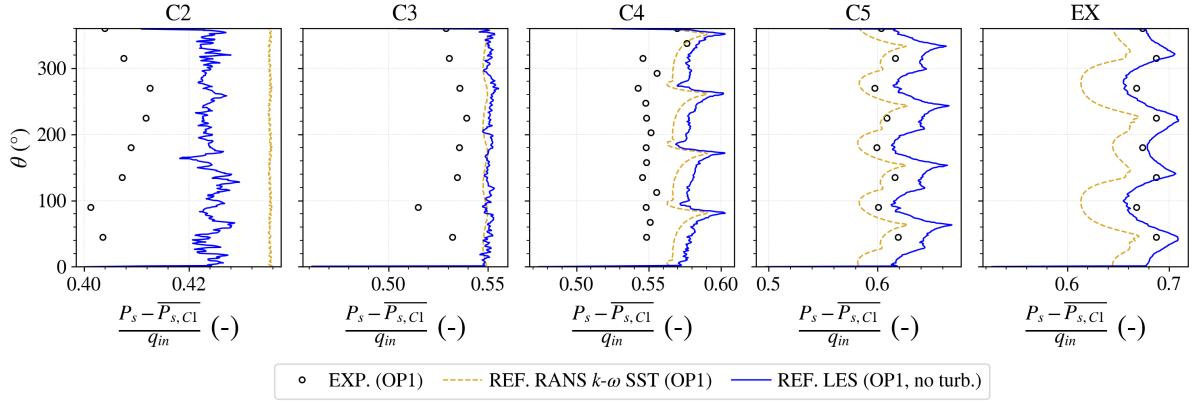 C2 C3 C4 C5 EX
300
200
100
0
θ (°)
0.40 0.42 0.50 0.55 0.50 0.55 0.60 0.5 0.6 0.6 0.7
P_s − \overline{P_{s,C1}} P_s − \overline{P_{s,C1}} P_s − \overline{P_{s,C1}} P_s − \overline{P_{s,C1}} P_s − \overline{P_{s,C1}}
q_{in} (-) q_{in} (-) q_{in} (-) q_{in} (-) q_{in} (-)
EXP. (OP1) REF. RANS k-ω SST (OP1) REF. LES (OP1, no turb.)